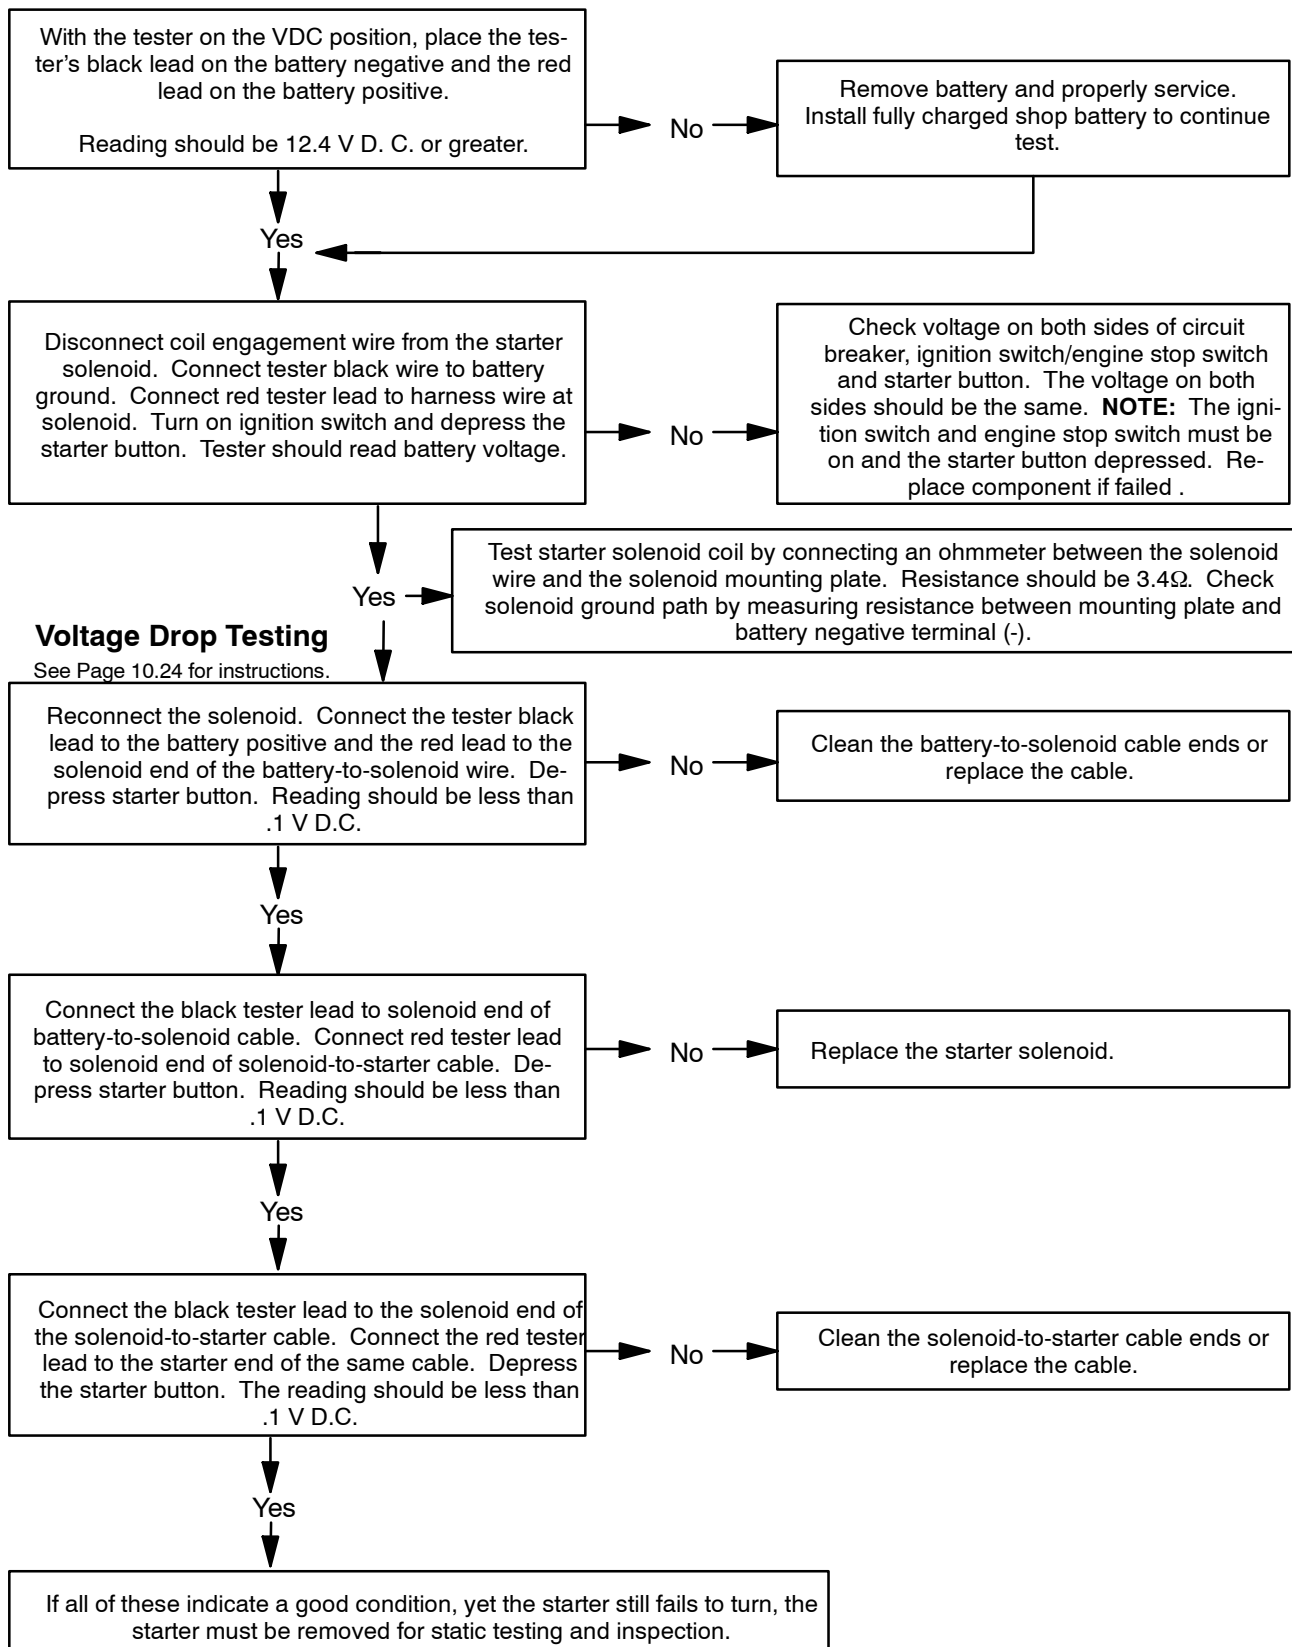 With the tester on the VDC position, place the tes-
ter's black lead on the battery negative and the red
lead on the battery positive.
Reading should be 12.4 V D. C. or greater.
No
Remove battery and properly service.
Install fully charged shop battery to continue
test.
Yes
Disconnect coil engagement wire from the starter
solenoid. Connect tester black wire to battery
ground. Connect red tester lead to harness wire at
solenoid. Turn on ignition switch and depress the
starter button. Tester should read battery voltage.
No
Check voltage on both sides of circuit
breaker, ignition switch/engine stop switch
and starter button. The voltage on both
sides should be the same. NOTE: The igni-
tion switch and engine stop switch must be
on and the starter button depressed. Re-
place component if failed .
Yes
Test starter solenoid coil by connecting an ohmmeter between the solenoid
wire and the solenoid mounting plate. Resistance should be 3.4Ω. Check
solenoid ground path by measuring resistance between mounting plate and
battery negative terminal (-).
Voltage Drop Testing
See Page 10.24 for instructions.
Reconnect the solenoid. Connect the tester black
lead to the battery positive and the red lead to the
solenoid end of the battery-to-solenoid wire. De-
press starter button. Reading should be less than
.1 V D.C.
No
Clean the battery-to-solenoid cable ends or
replace the cable.
Yes
Connect the black tester lead to solenoid end of
battery-to-solenoid cable. Connect red tester lead
to solenoid end of solenoid-to-starter cable. De-
press starter button. Reading should be less than
.1 V D.C.
No
Replace the starter solenoid.
Yes
Connect the black tester lead to the solenoid end of
the solenoid-to-starter cable. Connect the red tester
lead to the starter end of the same cable. Depress
the starter button. The reading should be less than
.1 V D.C.
No
Clean the solenoid-to-starter cable ends or
replace the cable.
Yes
If all of these indicate a good condition, yet the starter still fails to turn, the
starter must be removed for static testing and inspection.